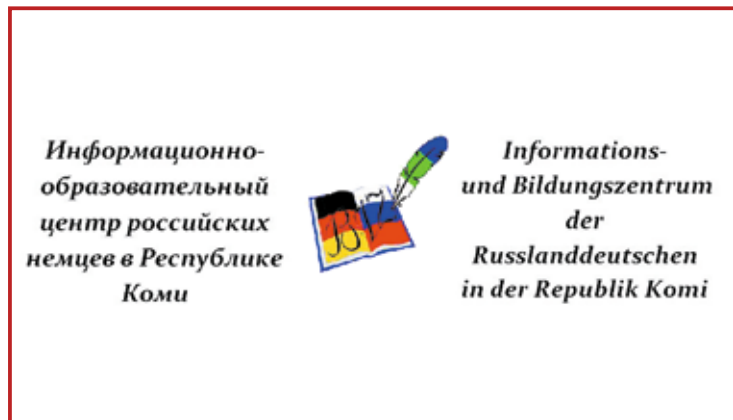 Информационно-
образовательный
центр российских
немцев в Республике
Коми
Informations-
und Bildungszentrum
der
Russlanddeutschen
in der Republik Komi